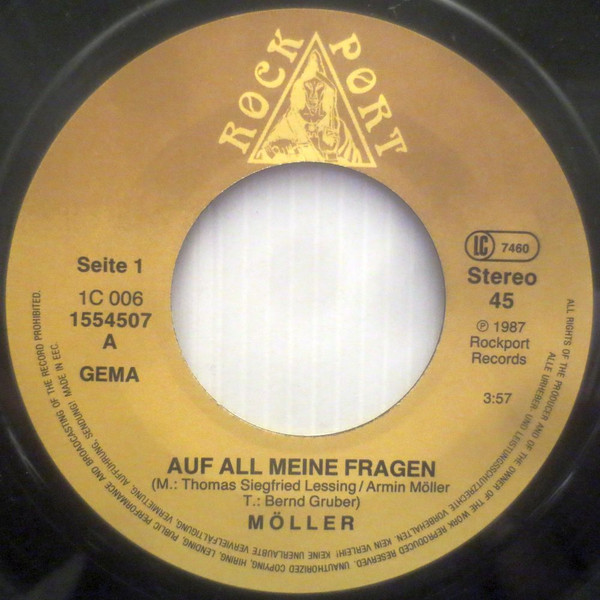 ROCK PORT
Seite 1
1C 006
1554507
A
GEMA
LC 7460
Stereo
45
℗ 1987
Rockport
Records
3:57
AUF ALL MEINE FRAGEN
(M.: Thomas Siegfried Lessing / Armin Möller
T.: Bernd Gruber)
MÖLLER
ALL RIGHTS OF THE PRODUCER AND OF THE OWNER OF THE WORK REPRODUCED RESERVED. UNAUTHORIZED COPYING, HIRING, LENDING, PUBLIC PERFORMANCE AND BROADCASTING OF THE RECORD PROHIBITED.
ALLE URHEBER- UND LEISTUNGSSCHUTZRECHTE VORBEHALTEN. KEIN VERLEIH! KEINE UNERLAUBTE VERVIELFÄLTIGUNG, VERMIETUNG, AUFFÜHRUNG, SENDUNG! MADE IN EEC.